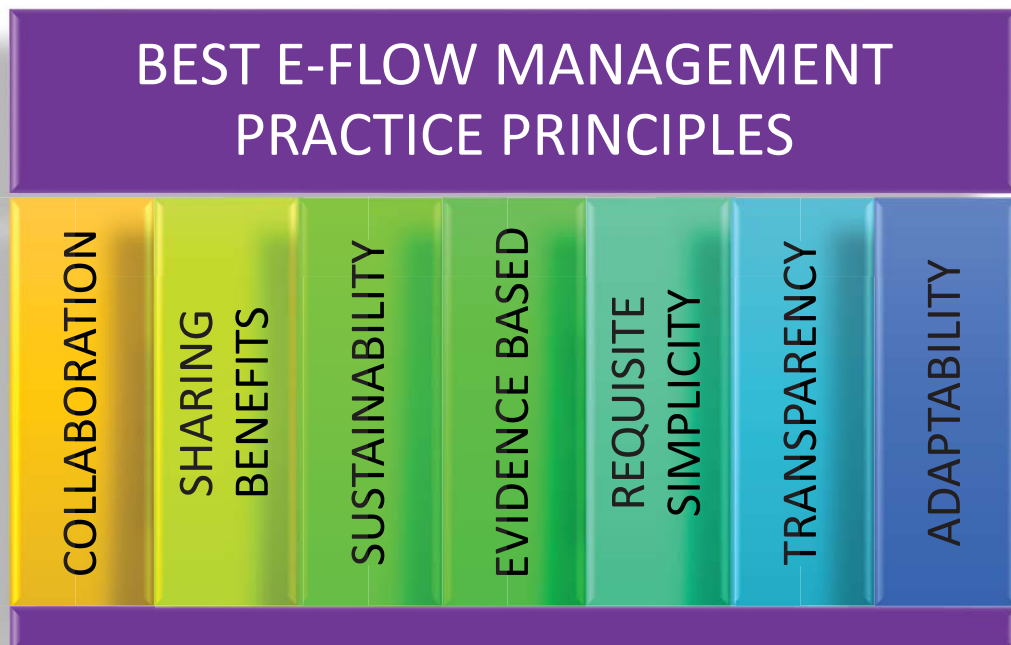 BEST E-FLOW MANAGEMENT
PRACTICE PRINCIPLES
COLLABORATION
SHARING
BENEFITS
SUSTAINABILITY
EVIDENCE BASED
REQUISITE
SIMPLICITY
TRANSPARENCY
ADAPTABILITY